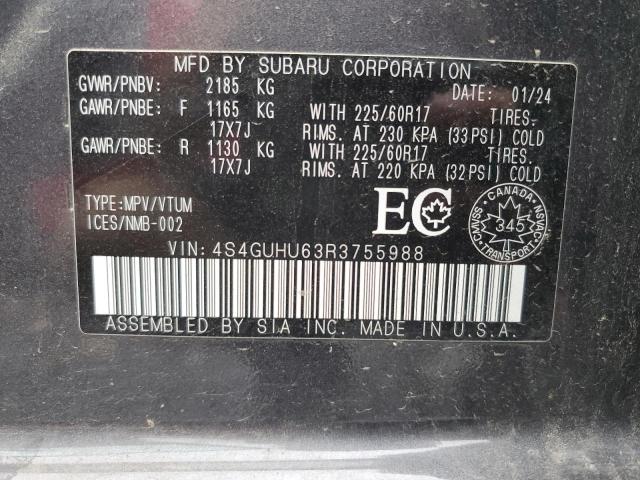 MFD BY SUBARU CORPORATION
GVWR/PNBV: 2185 KG DATE: 01/24
GAWR/PNBE: F 1165 KG WITH 225/60R17 TIRES.
17X7J RIMS. AT 230 KPA (33PSI) COLD
GAWR/PNBE: R 1130 KG WITH 225/60R17 TIRES.
17X7J RIMS. AT 220 KPA (32PSI) COLD
TYPE:MPV/VTUM
ICES/NMB-002
EC
CANADA
CMVSS 345 NSVAC
TRANSPORT
VIN: 4S4GUHU63R3755988
ASSEMBLED BY SIA INC. MADE IN U.S.A.